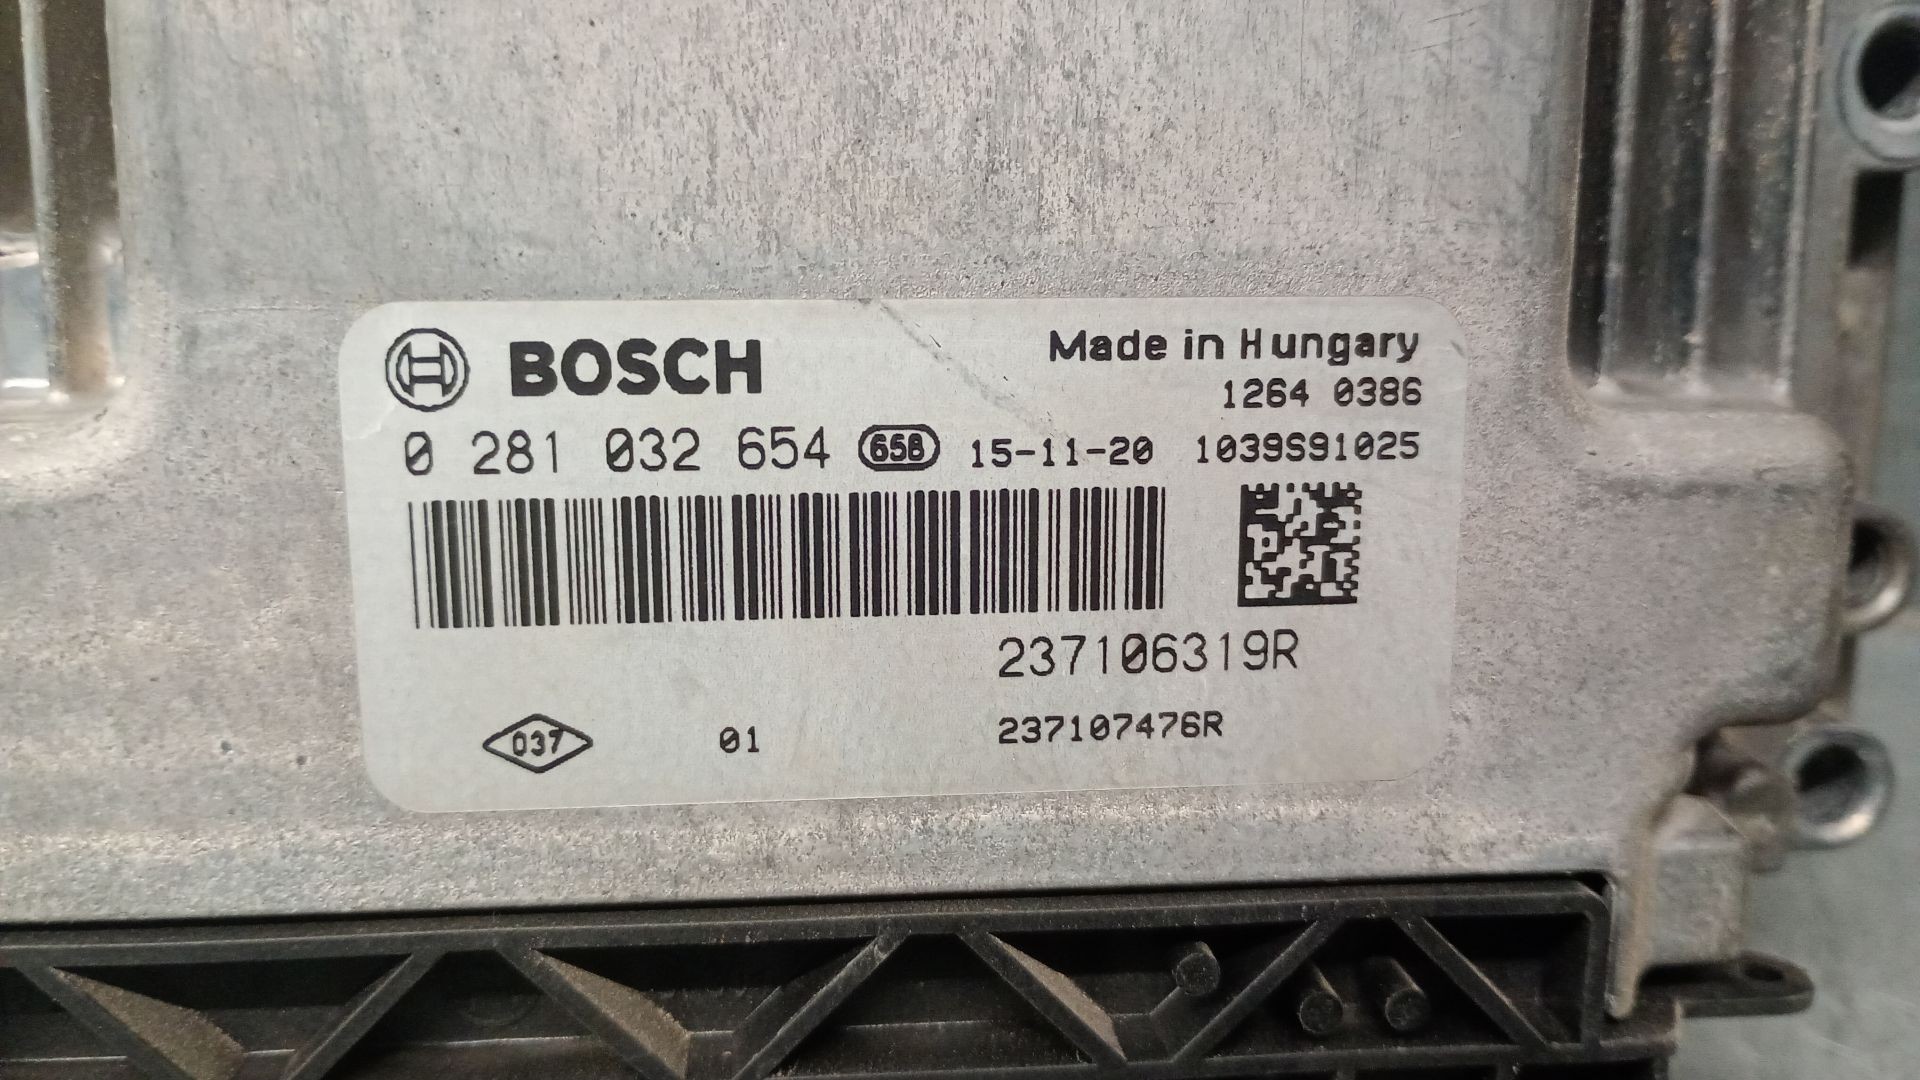 BOSCH
Made in Hungary
1264 0386
0 281 032 654 658 15-11-20 1039S91025
237106319R
037 01 237107476R